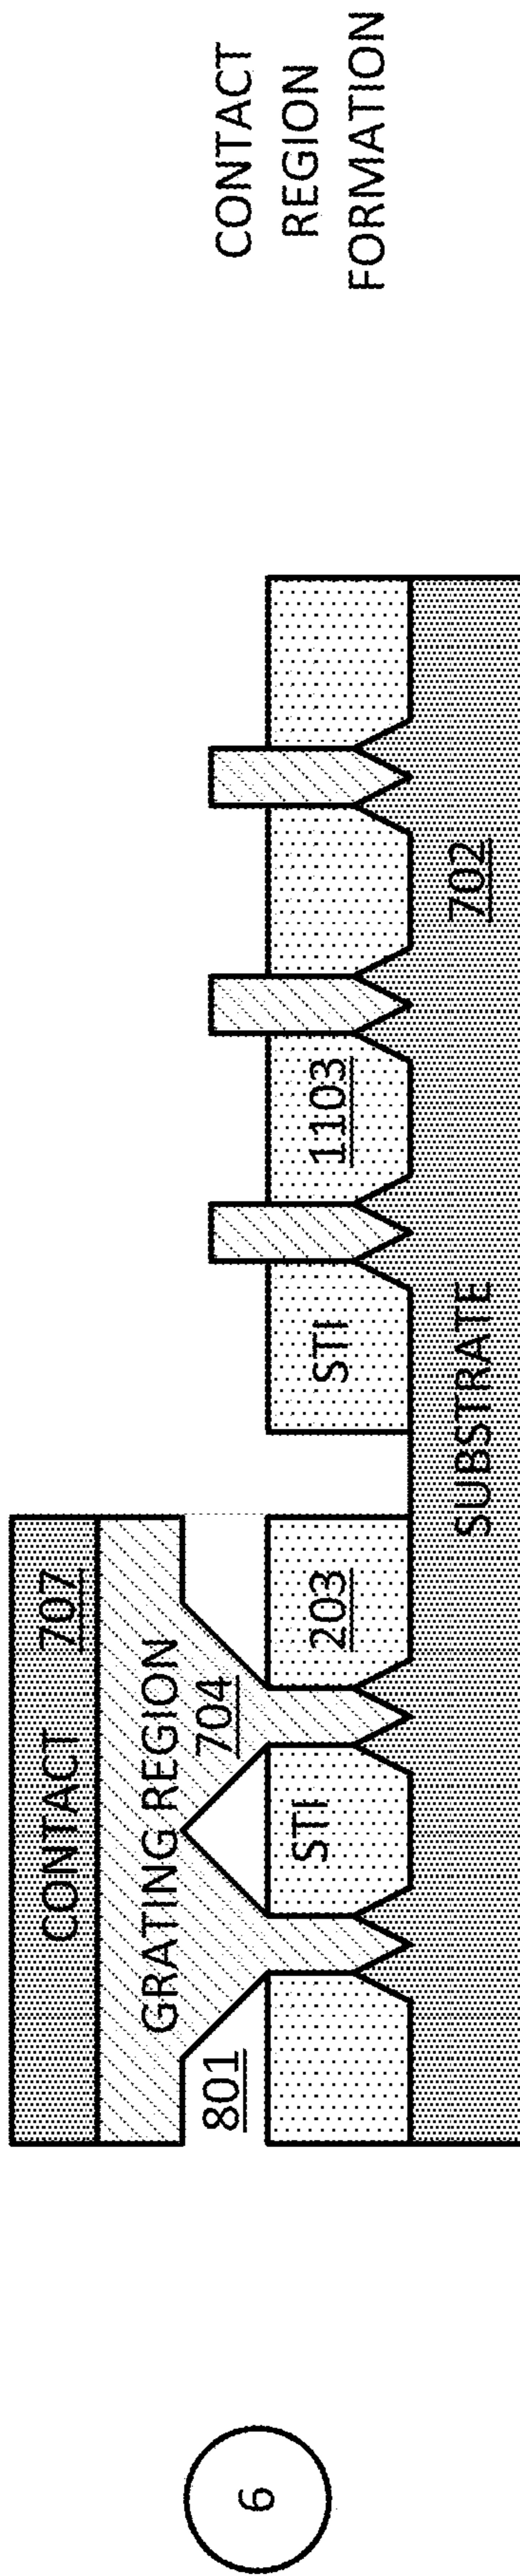 6
CONTACT 707
GRATING REGION
704
801
STI 203
STI 1103
SUBSTRATE 702
CONTACT
REGION
FORMATION